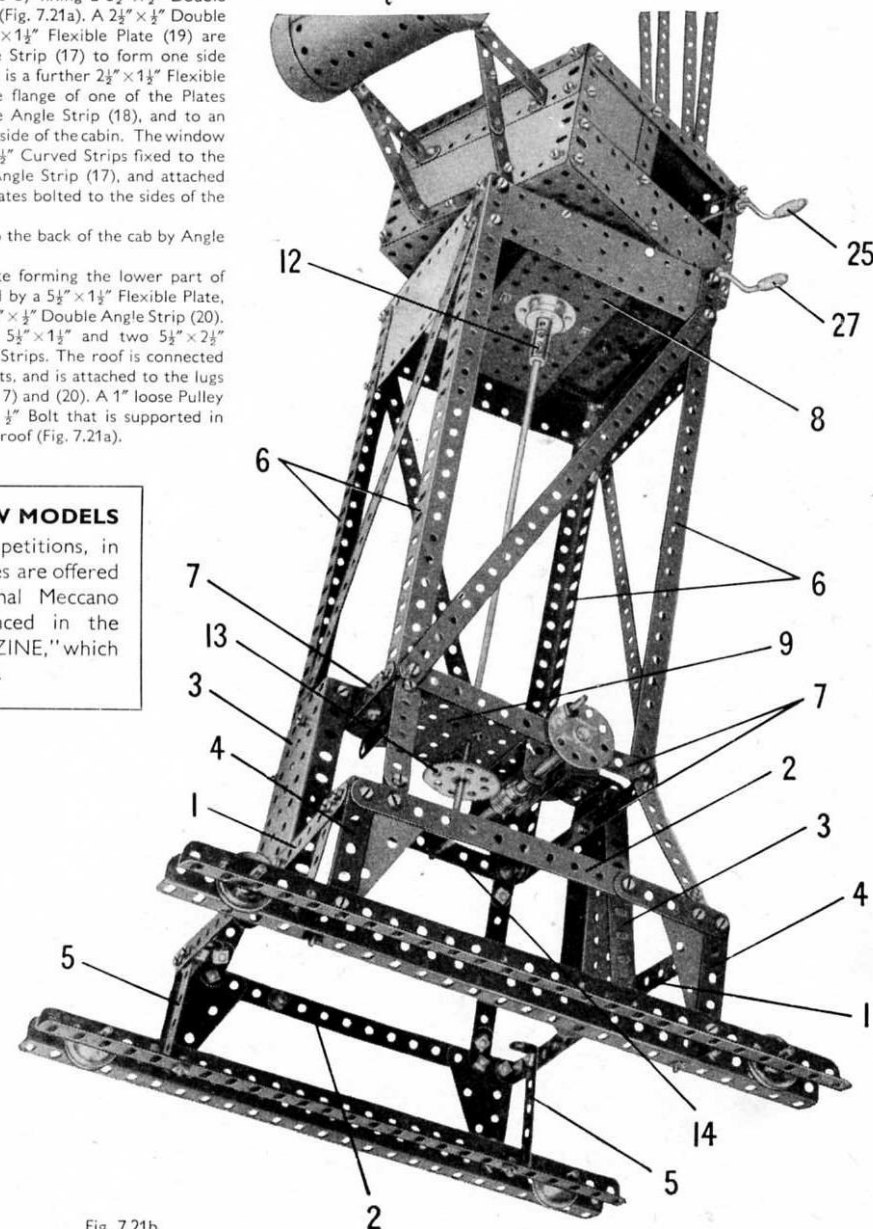 (Fig. 7.21a). A 2½″×½″ Double
×1½″ Flexible Plate (19) are
e Strip (17) to form one side
is a further 2½″×1½″ Flexible
e flange of one of the Plates
e Angle Strip (18), and to an
side of the cabin. The window
½″ Curved Strips fixed to the
Angle Strip (17), and attached
ates bolted to the sides of the
o the back of the cab by Angle
te forming the lower part of
d by a 5½″×1½″ Flexible Plate,
″×½″ Double Angle Strip (20).
5½″×1½″ and two 5½″×2½″
Strips. The roof is connected
ts, and is attached to the lugs
7) and (20). A 1″ loose Pulley
½″ Bolt that is supported in
roof (Fig. 7.21a).
W MODELS
petitions, in
es are offered
nal Meccano
nced in the
ZINE," which
25
12
27
8
6
6
7
13
9
3
7
4
2
1
3
4
5
1
14
5
2
Fig. 7.21b